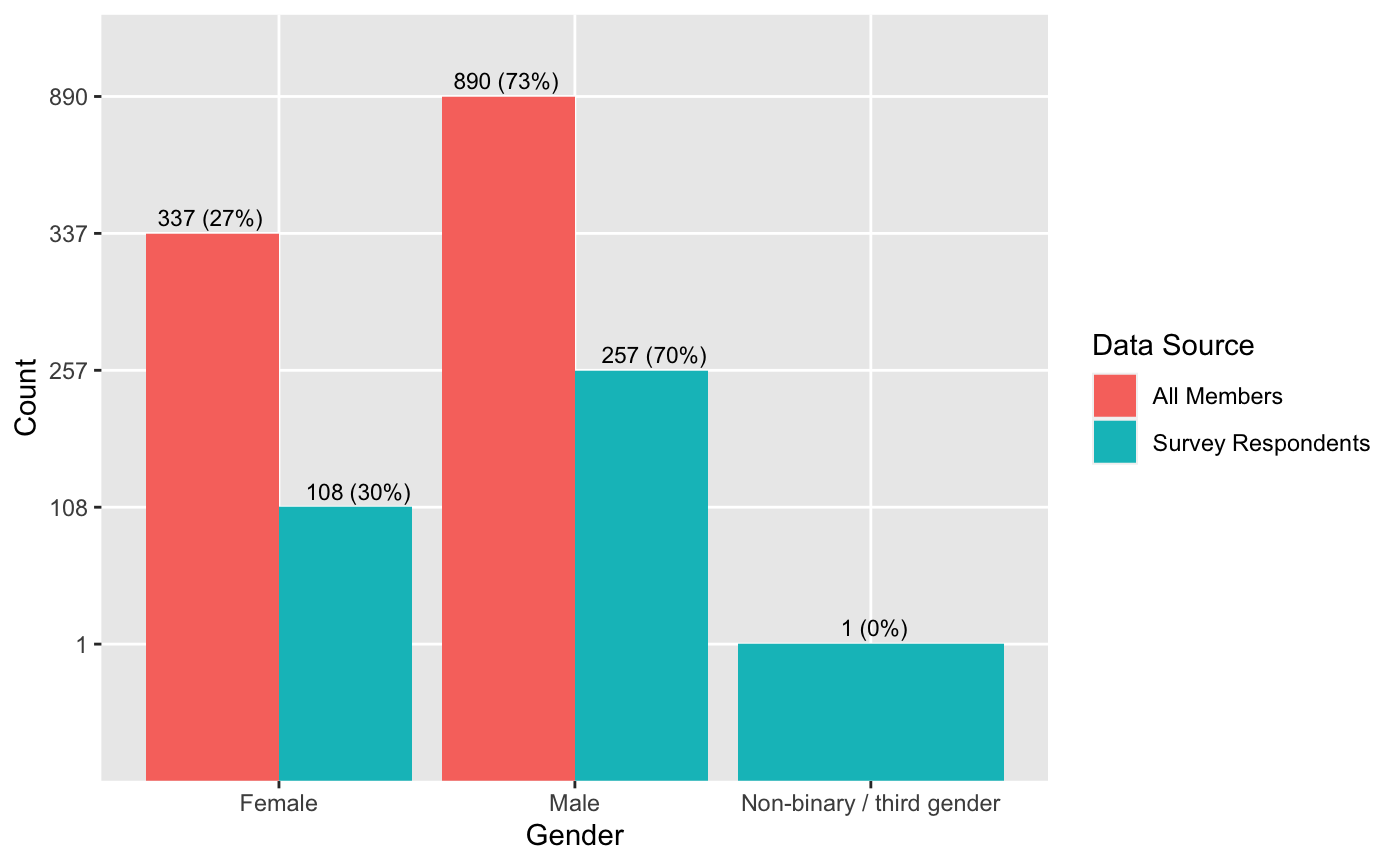 890 (73%)
890
337 (27%)
337
257 (70%)
257
108 (30%)
108
1 (0%)
1
Count
Female
Male
Non-binary / third gender
Gender
Data Source
All Members
Survey Respondents